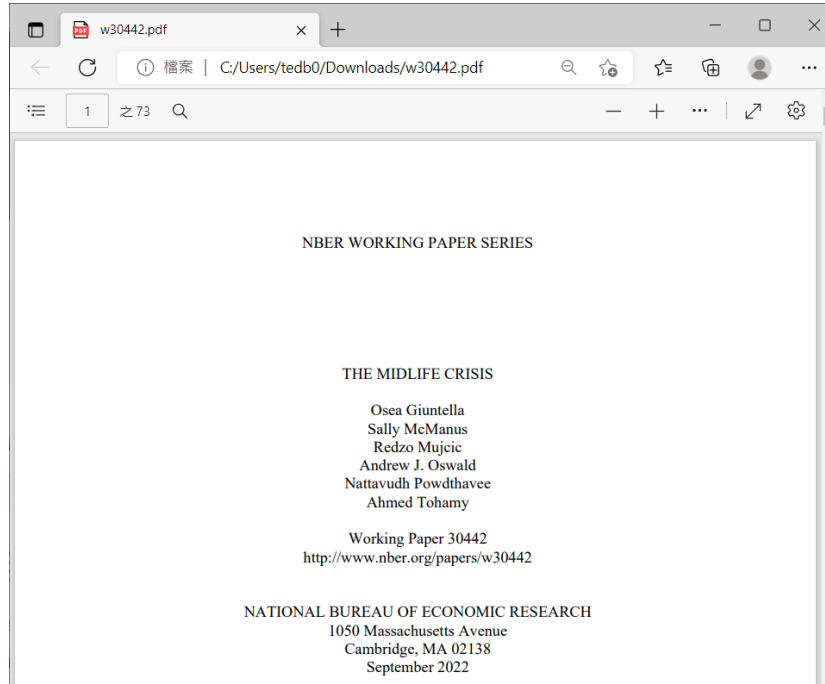 w30442.pdf
檔案 | C:/Users/tedb0/Downloads/w30442.pdf
1 之 73
NBER WORKING PAPER SERIES
THE MIDLIFE CRISIS
Osea Giuntella
Sally McManus
Redzo Mujcic
Andrew J. Oswald
Nattavudh Powdthavee
Ahmed Tohamy
Working Paper 30442
http://www.nber.org/papers/w30442
NATIONAL BUREAU OF ECONOMIC RESEARCH
1050 Massachusetts Avenue
Cambridge, MA 02138
September 2022